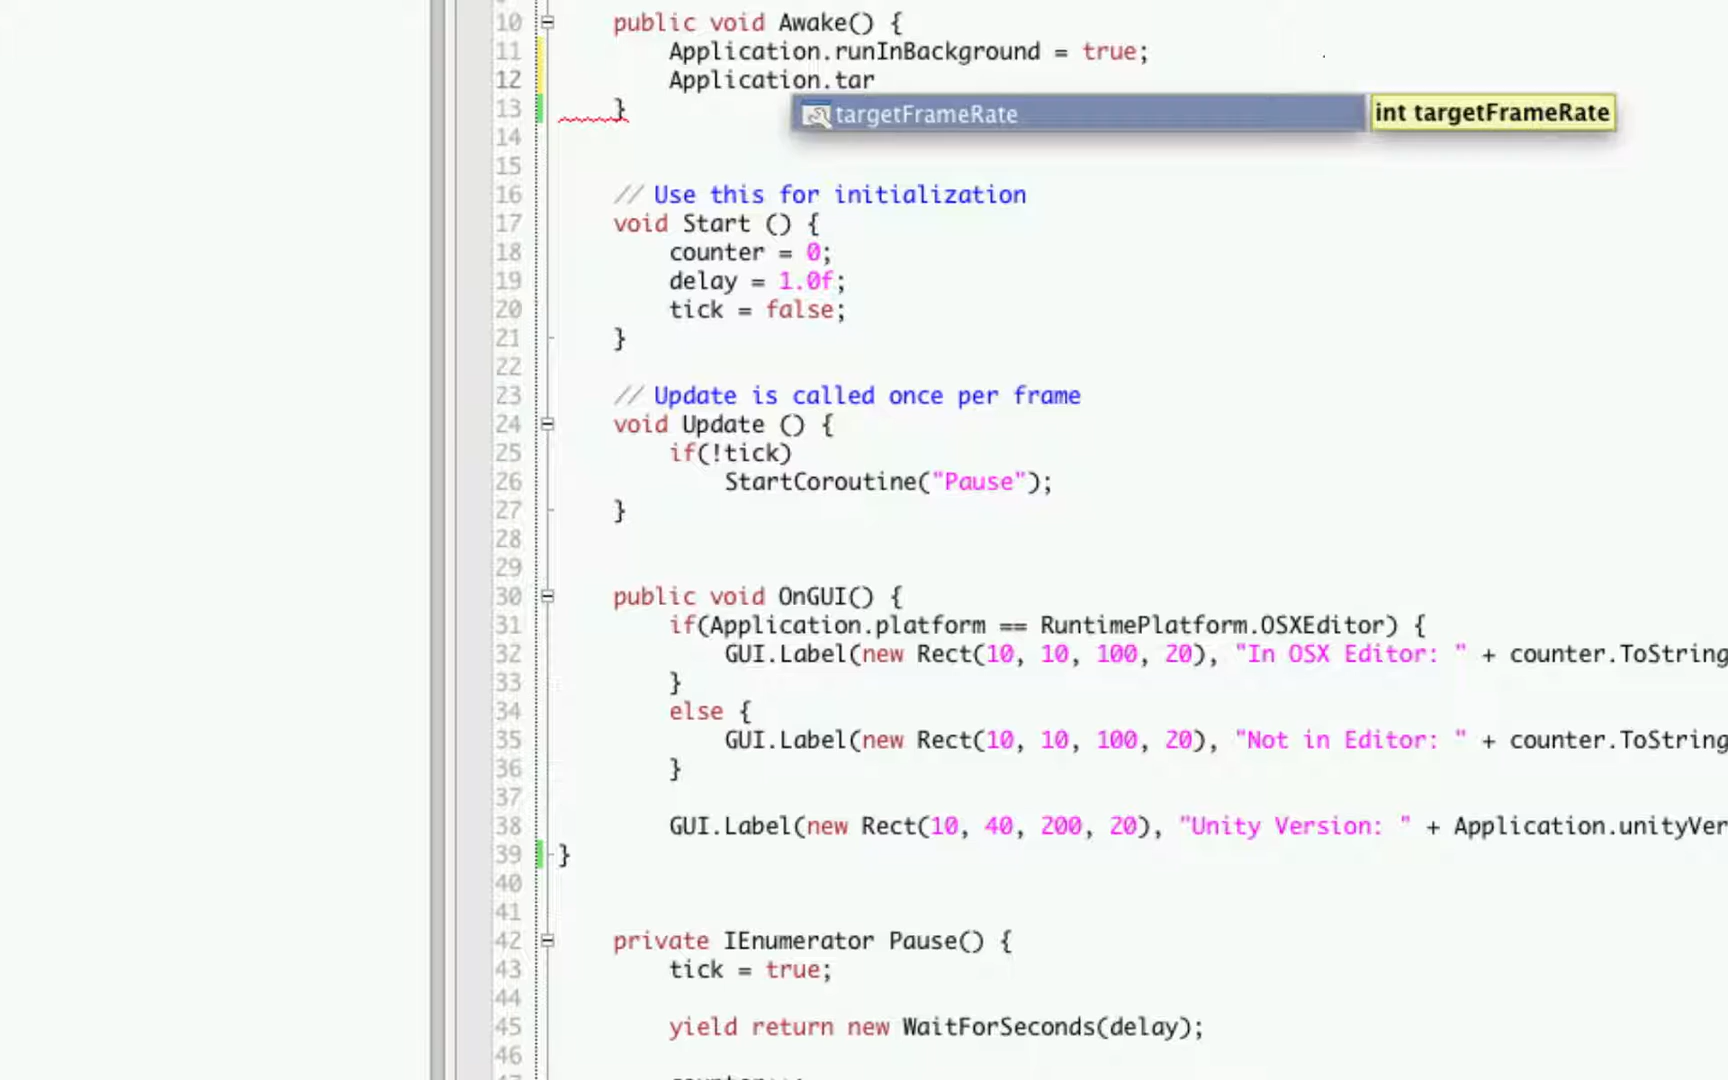 10 public void Awake() {
11 Application.runInBackground = true;
12 Application.tar
targetFrameRate
int targetFrameRate
13 }
14
15
16 // Use this for initialization
17 void Start () {
18 counter = 0;
19 delay = 1.0f;
20 tick = false;
21 }
22
23 // Update is called once per frame
24 void Update () {
25 if(!tick)
26 StartCoroutine("Pause");
27 }
28
29
30 public void OnGUI() {
31 if(Application.platform == RuntimePlatform.OSXEditor) {
32 GUI.Label(new Rect(10, 10, 100, 20), "In OSX Editor: " + counter.ToString
33 }
34 else {
35 GUI.Label(new Rect(10, 10, 100, 20), "Not in Editor: " + counter.ToString
36 }
37
38 GUI.Label(new Rect(10, 40, 200, 20), "Unity Version: " + Application.unityVer
39 }
40
41
42 private IEnumerator Pause() {
43 tick = true;
44
45 yield return new WaitForSeconds(delay);
46